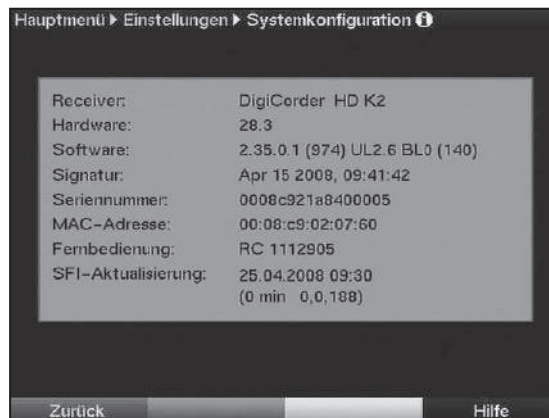 Hauptmenü ▶ Einstellungen ▶ Systemkonfiguration ℹ
Receiver: DigiCorder HD K2
Hardware: 28.3
Software: 2.35.0.1 (974) UL2.6 BL0 (140)
Signatur: Apr 15 2008, 09:41:42
Seriennummer: 0008c921a8400005
MAC-Adresse: 00:08:c9:02:07:60
Fernbedienung: RC 1112905
SFI-Aktualisierung: 25.04.2008 09:30
(0 min 0,0,188)
Zurück Hilfe